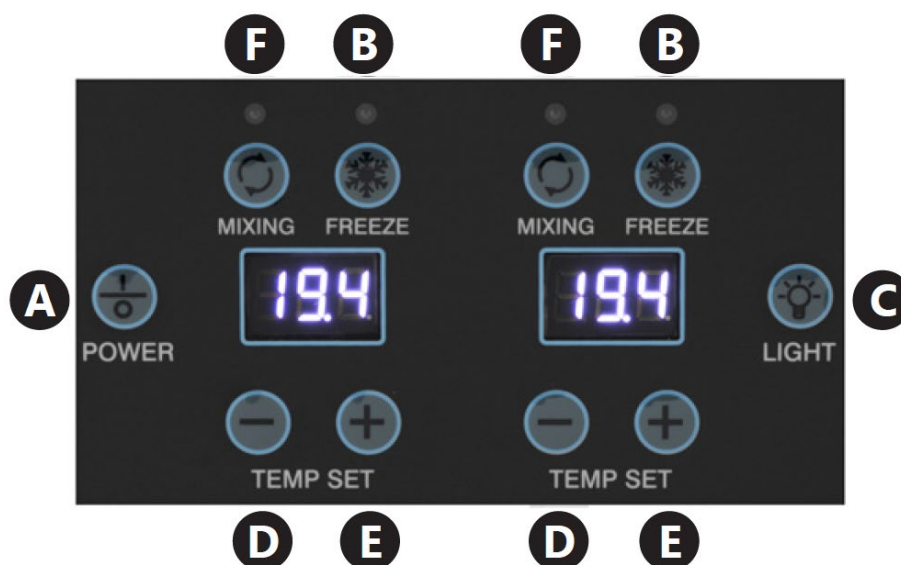 F B F B
MIXING FREEZE MIXING FREEZE
19.4 19.4
A C
POWER LIGHT
− + − +
TEMP SET TEMP SET
D E D E